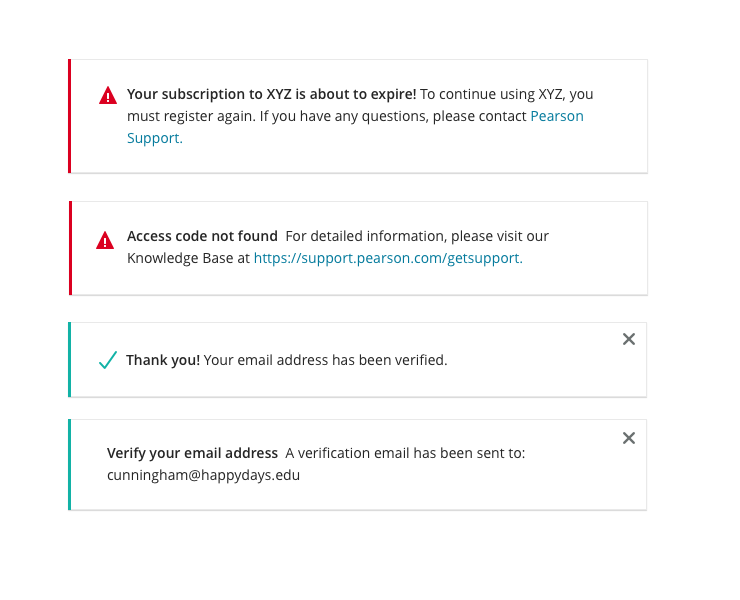 Your subscription to XYZ is about to expire! To continue using XYZ, you
must register again. If you have any questions, please contact Pearson
Support.
Access code not found  For detailed information, please visit our
Knowledge Base at https://support.pearson.com/getsupport.
Thank you! Your email address has been verified.
Verify your email address  A verification email has been sent to:
cunningham@happydays.edu